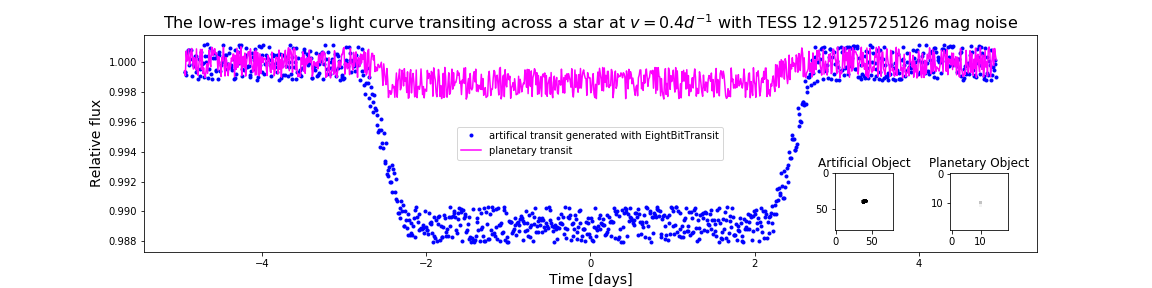 The low-res image's light curve transiting across a star at v = 0.4d⁻¹ with TESS 12.9125725126 mag noise
Relative flux
1.000
0.998
0.996
0.994
0.992
0.990
0.988
artifical transit generated with EightBitTransit
planetary transit
Artificial Object
0
50
0
50
Planetary Object
0
10
0
10
−4
−2
0
2
4
Time [days]